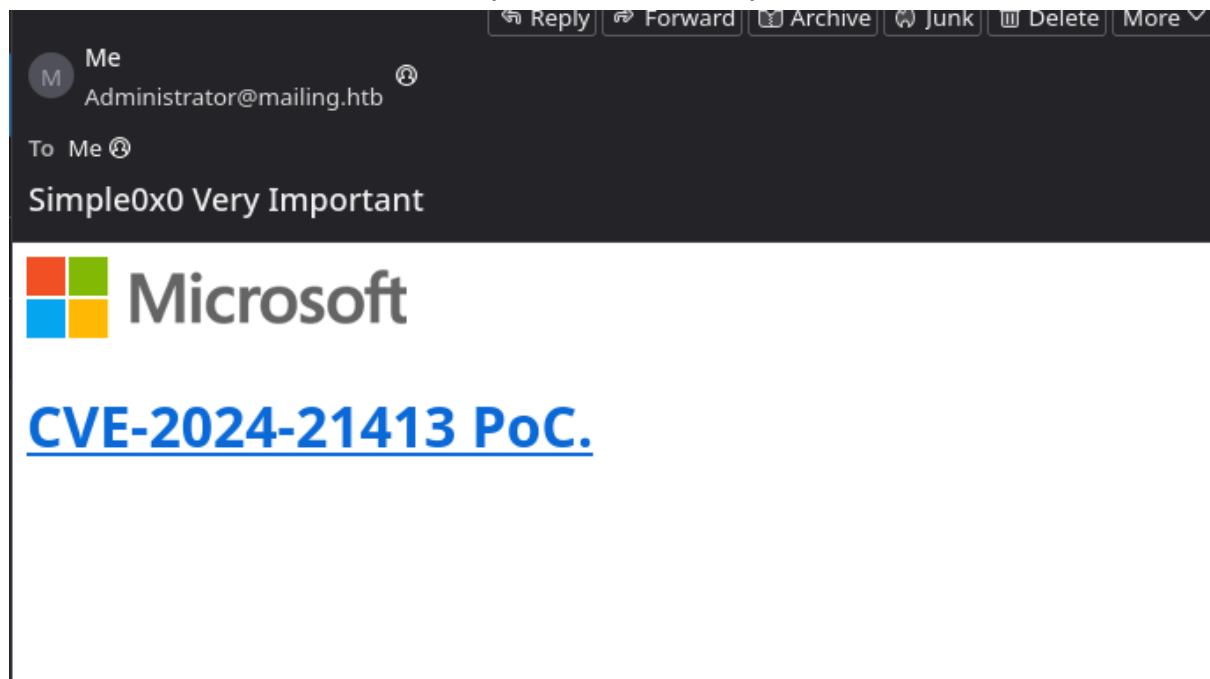 Reply Forward Archive Junk Delete More
M Me
Administrator@mailing.htb
To Me
Simple0x0 Very Important
Microsoft
CVE-2024-21413 PoC.